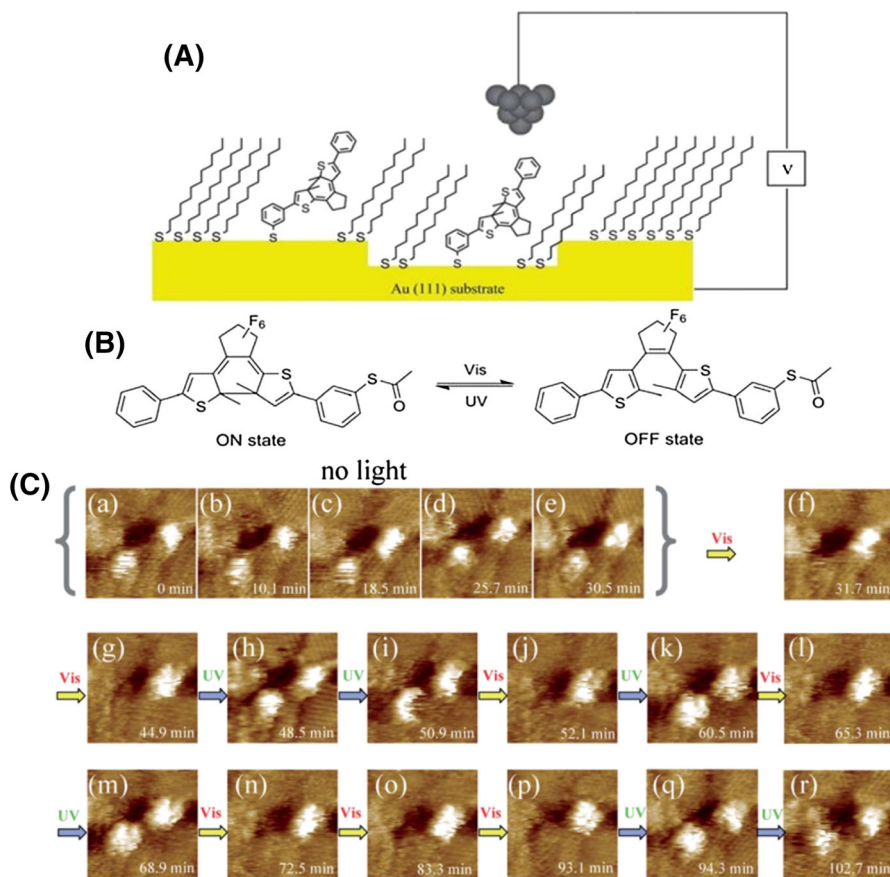 (A)
V
S S S S S S S S S S S S S S S S S S S S
Au (111) substrate
(B)
F6 F6
S S O Vis UV S S S O
S S
ON state OFF state
(C)
no light
(a) (b) (c) (d) (e) (f)
Vis
0 min 10.1 min 18.5 min 25.7 min 30.5 min 31.7 min
(g) (h) (i) (j) (k) (l)
Vis UV UV Vis UV Vis
44.9 min 48.5 min 50.9 min 52.1 min 60.5 min 65.3 min
(m) (n) (o) (p) (q) (r)
UV Vis Vis Vis UV UV
68.9 min 72.5 min 83.3 min 93.1 min 94.3 min 102.7 min